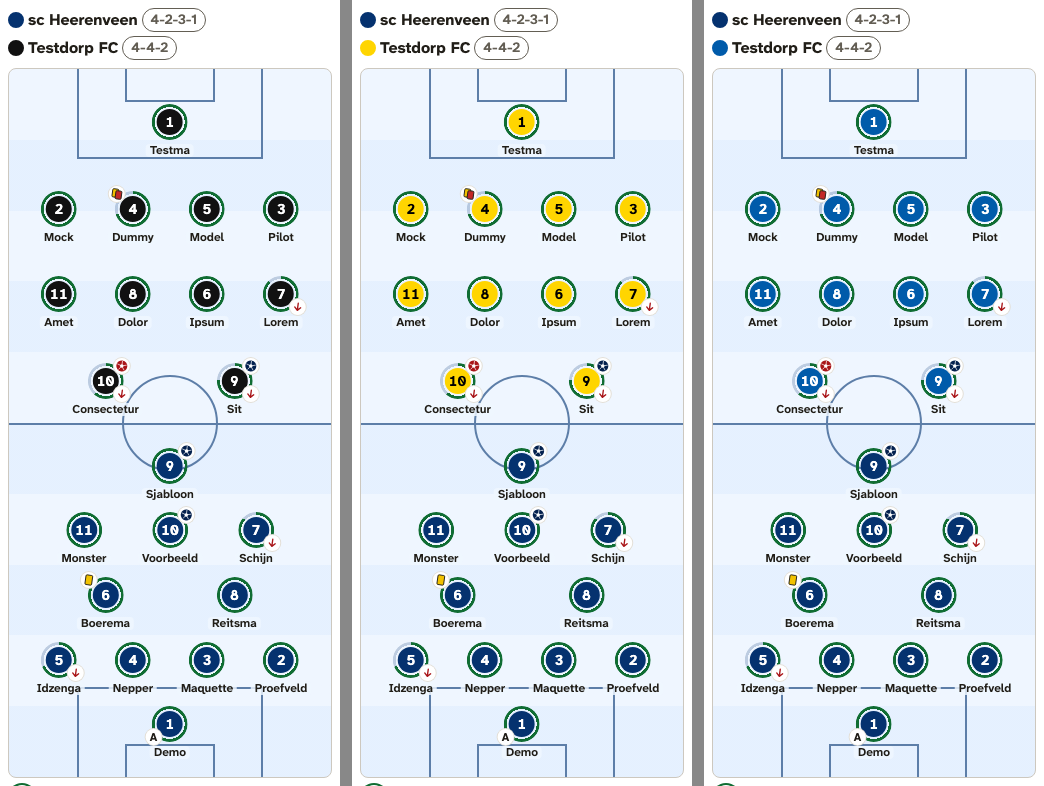 sc Heerenveen 4-2-3-1
Testdorp FC 4-4-2
1
Testma
2 4 5 3
Mock Dummy Model Pilot
11 8 6 7
Amet Dolor Ipsum Lorem
10 9
Consectetur Sit
9
Sjabloon
11 10 7
Monster Voorbeeld Schijn
6 8
Boerema Reitsma
5 4 3 2
Idzenga Nepper Maquette Proefveld
1
A
Demo
sc Heerenveen 4-2-3-1
Testdorp FC 4-4-2
1
Testma
2 4 5 3
Mock Dummy Model Pilot
11 8 6 7
Amet Dolor Ipsum Lorem
10 9
Consectetur Sit
9
Sjabloon
11 10 7
Monster Voorbeeld Schijn
6 8
Boerema Reitsma
5 4 3 2
Idzenga Nepper Maquette Proefveld
1
A
Demo
sc Heerenveen 4-2-3-1
Testdorp FC 4-4-2
1
Testma
2 4 5 3
Mock Dummy Model Pilot
11 8 6 7
Amet Dolor Ipsum Lorem
10 9
Consectetur Sit
9
Sjabloon
11 10 7
Monster Voorbeeld Schijn
6 8
Boerema Reitsma
5 4 3 2
Idzenga Nepper Maquette Proefveld
1
A
Demo